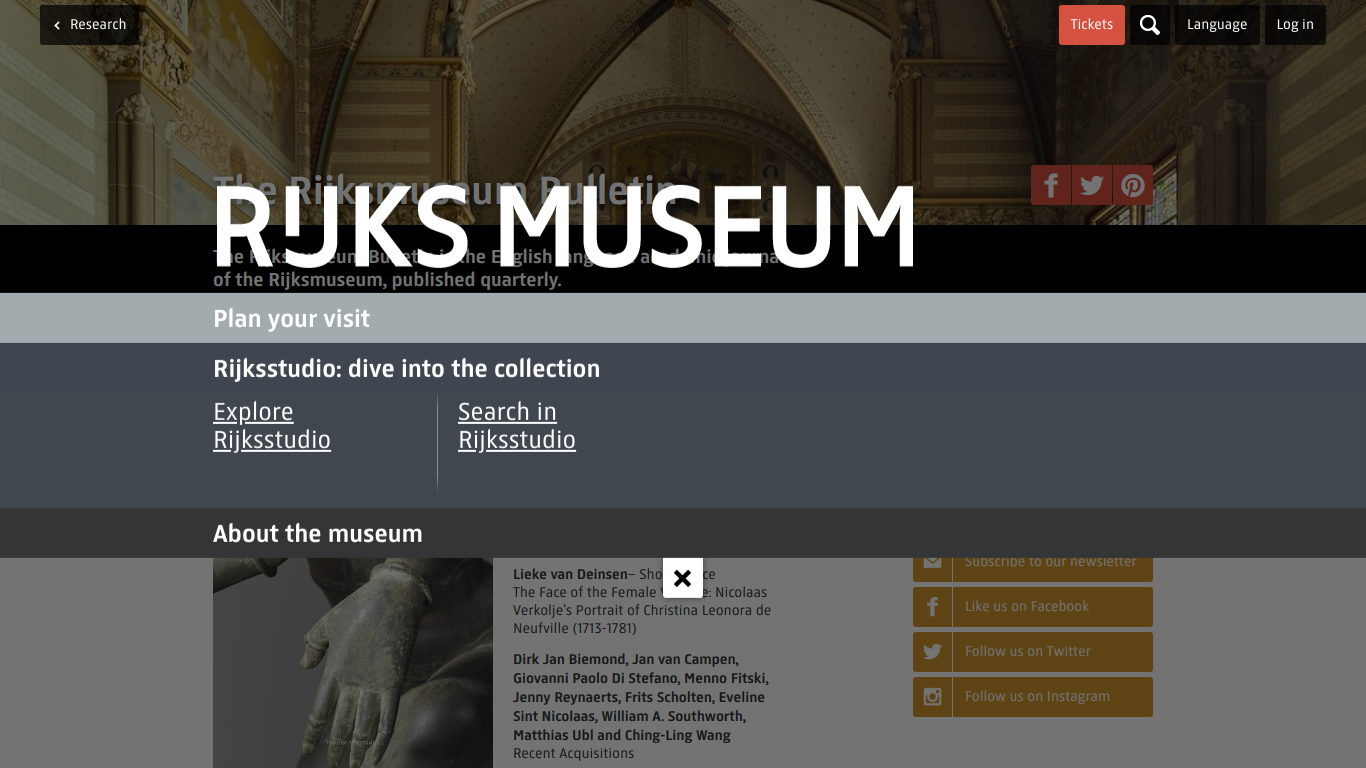 Research
Tickets
Language
Log in
The Rijksmuseum Bulletin
RIJKS MUSEUM
The Rijksmuseum Bulletin is the English-language academic journal
of the Rijksmuseum, published quarterly.
Plan your visit
Rijksstudio: dive into the collection
Explore
Rijksstudio
Search in
Rijksstudio
About the museum
Lieke van Deinsen–
The Face of the Female Nicolaas
Verkolje's Portrait of Christina Leonora de
Neufville (1713-1781)
Dirk Jan Biemond, Jan van Campen,
Giovanni Paolo Di Stefano, Menno Fitski,
Jenny Reynaerts, Frits Scholten, Eveline
Sint Nicolaas, William A. Southworth,
Matthias Ubl and Ching-Ling Wang
Recent Acquisitions
Subscribe to our newsletter
Like us on Facebook
Follow us on Twitter
Follow us on Instagram